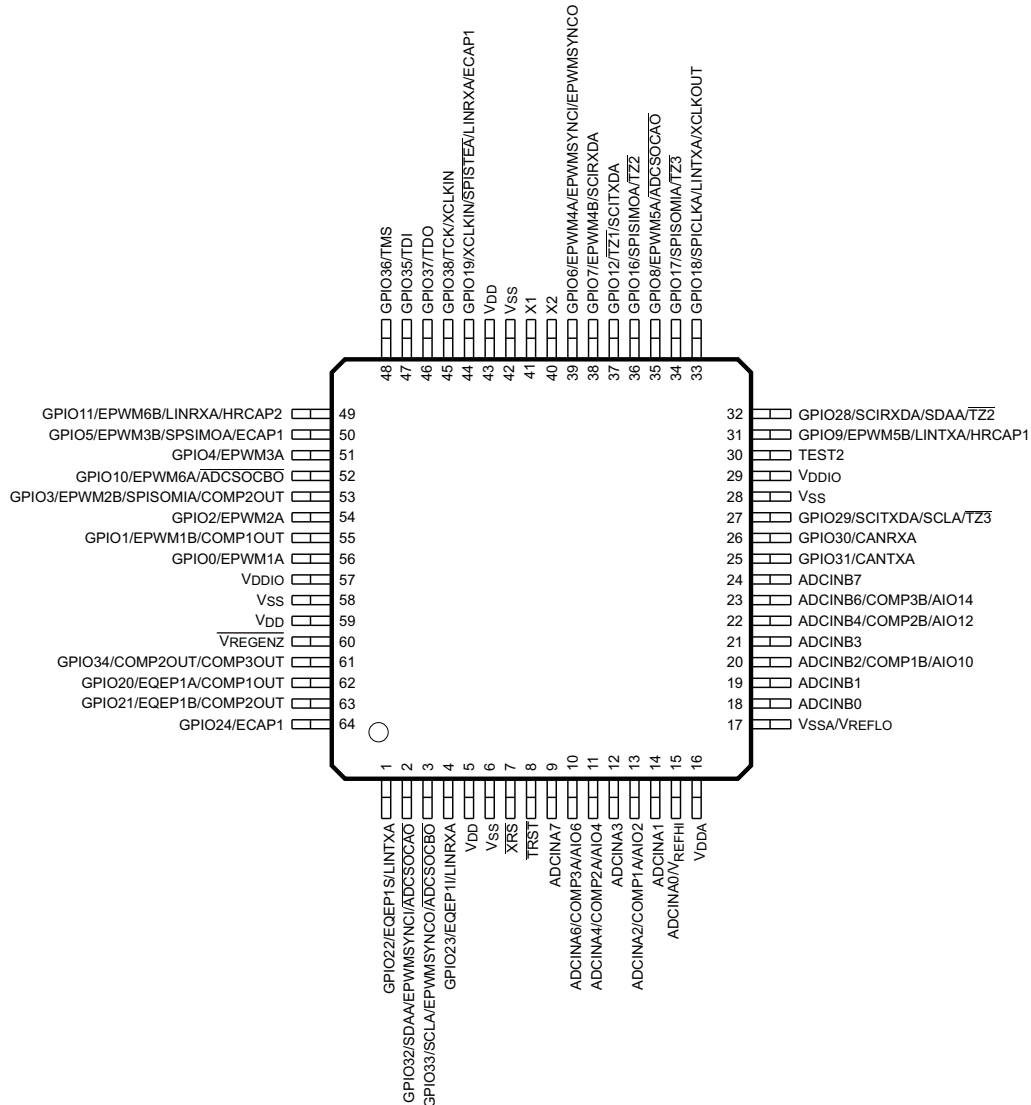 GPIO36/TMS
GPIO35/TDI
GPIO37/TDO
GPIO38/TCK/XCLKIN
GPIO19/XCLKIN/SPISTEA/LINRXA/ECAP1
VDD
VSS
X1
X2
GPIO6/EPWM4A/EPWMSYNCI/EPWMSYNCO
GPIO7/EPWM4B/SCIRXDA
GPIO12/TZ1/SCITXDA
GPIO16/SPISIMOA/TZ2
GPIO8/EPWM5A/ADCSOCAO
GPIO17/SPISOMIA/TZ3
GPIO18/SPICLKA/LINTXA/XCLKOUT
48 47 46 45 44 43 42 41 40 39 38 37 36 35 34 33
GPIO11/EPWM6B/LINRXA/HRCAP2 49
GPIO5/EPWM3B/SPSIMOA/ECAP1 50
GPIO4/EPWM3A 51
GPIO10/EPWM6A/ADCSOCBO 52
GPIO3/EPWM2B/SPISOMIA/COMP2OUT 53
GPIO2/EPWM2A 54
GPIO1/EPWM1B/COMP1OUT 55
GPIO0/EPWM1A 56
VDDIO 57
VSS 58
VDD 59
VREGENZ 60
GPIO34/COMP2OUT/COMP3OUT 61
GPIO20/EQEP1A/COMP1OUT 62
GPIO21/EQEP1B/COMP2OUT 63
GPIO24/ECAP1 64
32 GPIO28/SCIRXDA/SDAA/TZ2
31 GPIO9/EPWM5B/LINTXA/HRCAP1
30 TEST2
29 VDDIO
28 VSS
27 GPIO29/SCITXDA/SCLA/TZ3
26 GPIO30/CANRXA
25 GPIO31/CANTXA
24 ADCINB7
23 ADCINB6/COMP3B/AIO14
22 ADCINB4/COMP2B/AIO12
21 ADCINB3
20 ADCINB2/COMP1B/AIO10
19 ADCINB1
18 ADCINB0
17 VSSA/VREFLO
1 2 3 4 5 6 7 8 9 10 11 12 13 14 15 16
GPIO22/EQEP1S/LINTXA
GPIO32/SDAA/EPWMSYNCI/ADCSOCAO
GPIO33/SCLA/EPWMSYNCO/ADCSOCBO
GPIO23/EQEP1I/LINRXA
VDD
VSS
XRS
TRST
ADCINA7
ADCINA6/COMP3A/AIO6
ADCINA4/COMP2A/AIO4
ADCINA3
ADCINA2/COMP1A/AIO2
ADCINA1
ADCINA0/VREFHI
VDDA